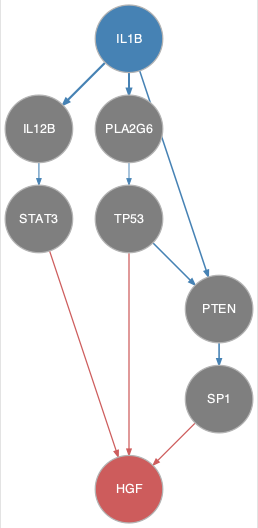 IL1B
IL12B
PLA2G6
STAT3
TP53
PTEN
SP1
HGF